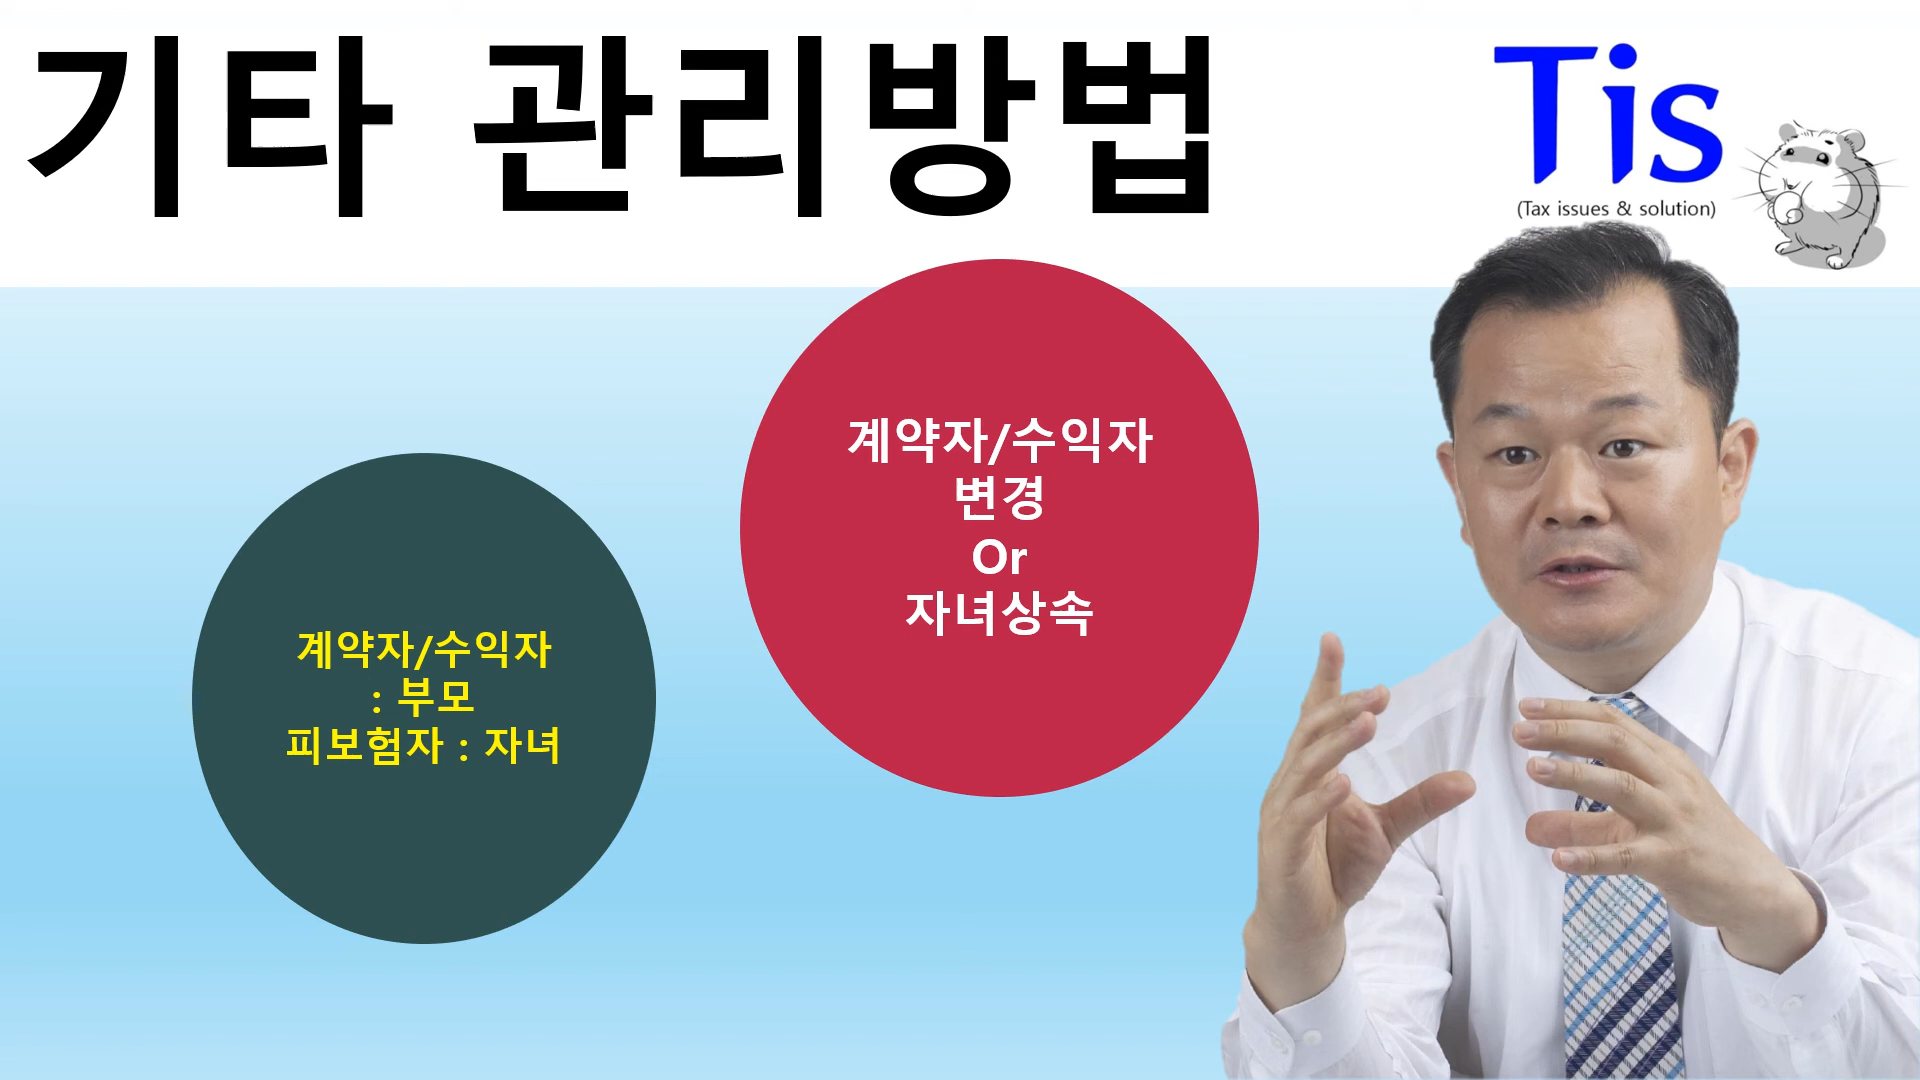 기타 관리방법
Tis
(Tax issues & solution)
계약자/수익자
변경
Or
자녀상속
계약자/수익자
: 부모
피보험자 : 자녀